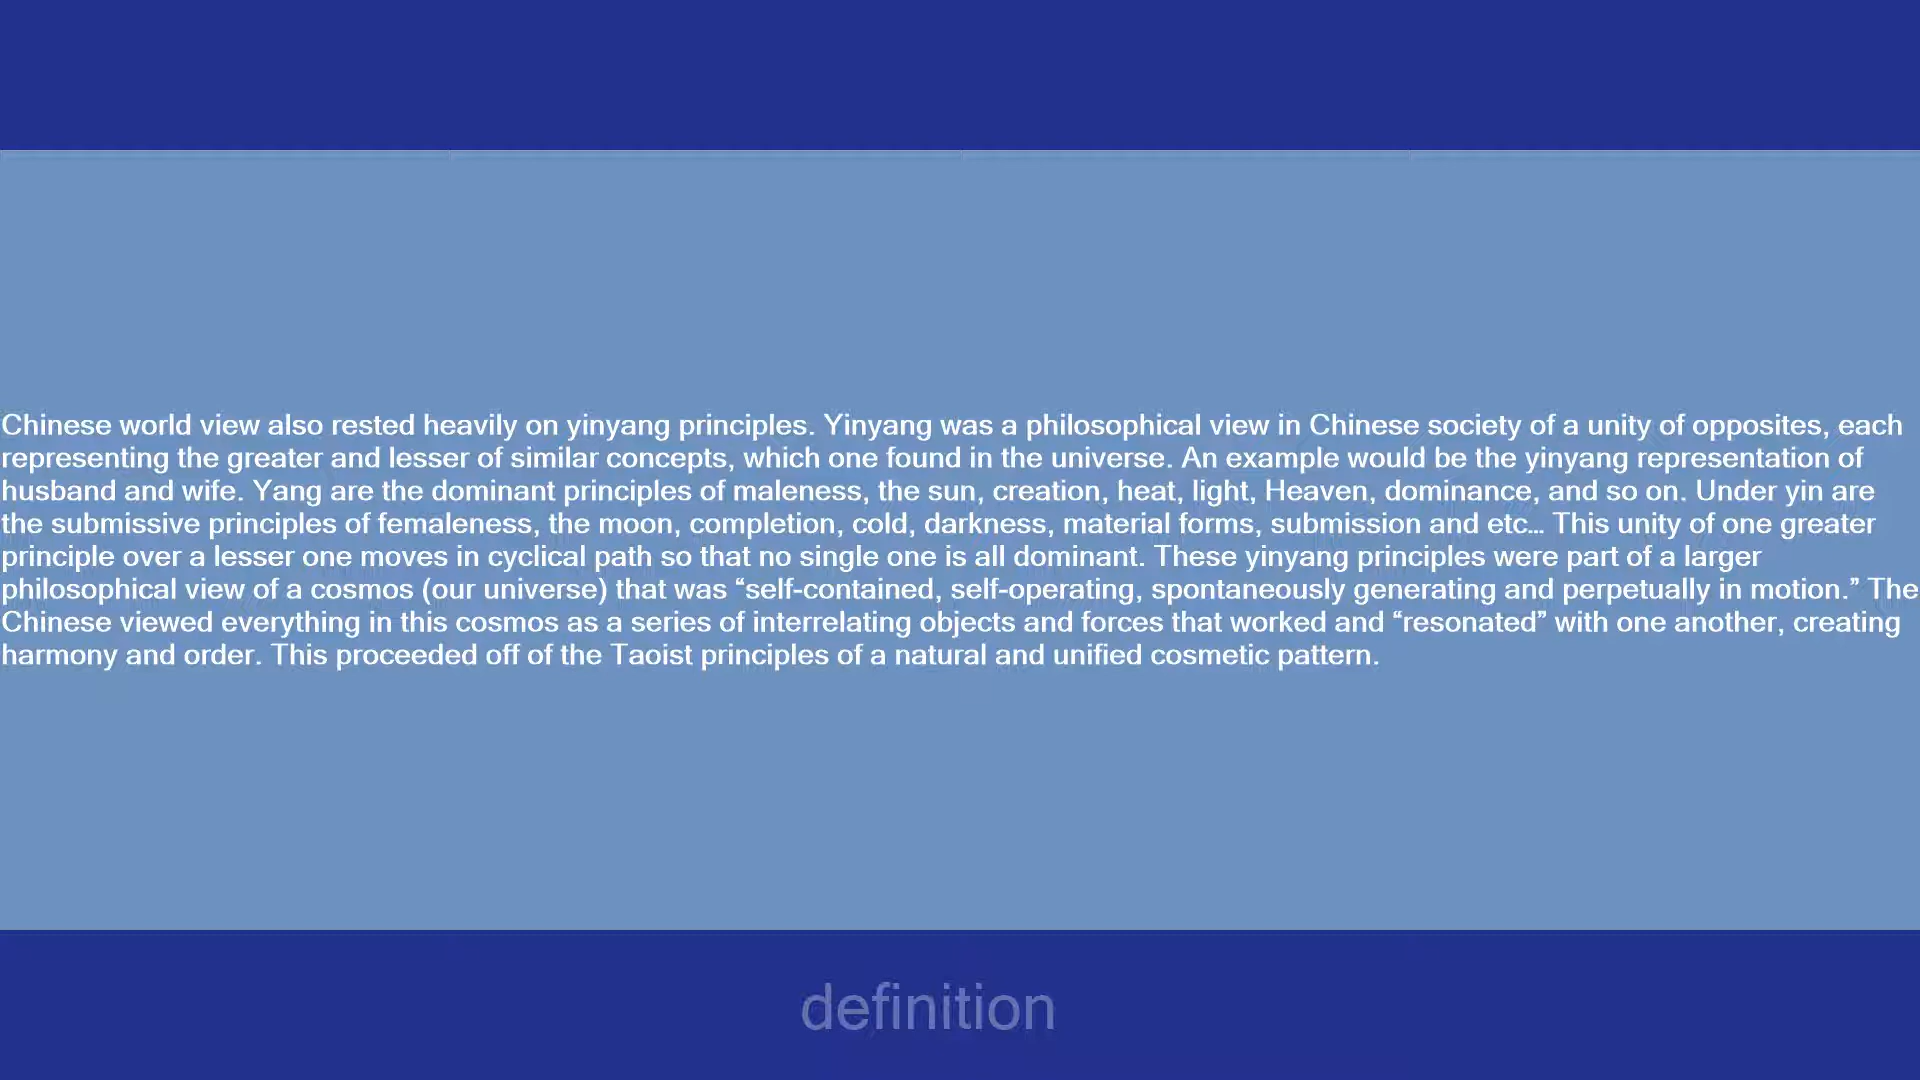 Chinese world view also rested heavily on yinyang principles. Yinyang was a philosophical view in Chinese society of a unity of opposites, each
representing the greater and lesser of similar concepts, which one found in the universe. An example would be the yinyang representation of
husband and wife. Yang are the dominant principles of maleness, the sun, creation, heat, light, Heaven, dominance, and so on. Under yin are
the submissive principles of femaleness, the moon, completion, cold, darkness, material forms, submission and etc... This unity of one greater
principle over a lesser one moves in cyclical path so that no single one is all dominant. These yinyang principles were part of a larger
philosophical view of a cosmos (our universe) that was “self-contained, self-operating, spontaneously generating and perpetually in motion.” The
Chinese viewed everything in this cosmos as a series of interrelating objects and forces that worked and “resonated” with one another, creating
harmony and order. This proceeded off of the Taoist principles of a natural and unified cosmetic pattern.
definition